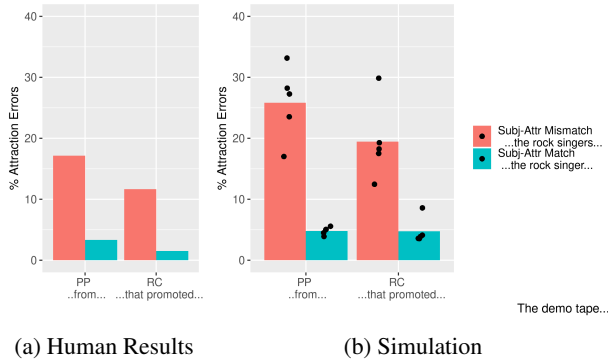 % Attraction Errors
40
30
20
10
0
PP
..from...
RC
...that promoted...
% Attraction Errors
40
30
20
10
0
PP
..from...
RC
...that promoted...
Subj-Attr Mismatch
...the rock singers...
Subj-Attr Match
...the rock singer...
The demo tape...
(a) Human Results
(b) Simulation